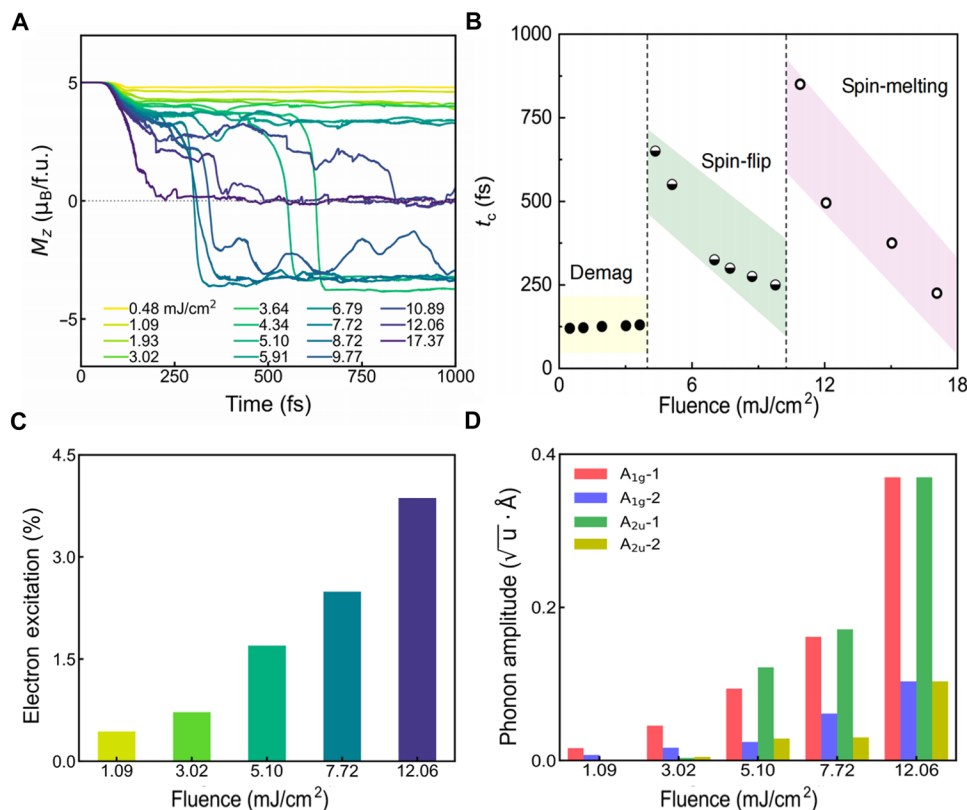 A
5
0
−5
M_Z (μ_B/f.u.)
0.48 mJ/cm²
1.09
1.93
3.02
3.64
4.34
5.10
5.91
6.79
7.72
8.72
9.77
10.89
12.06
17.37
0 250 500 750 1000
Time (fs)
B
1000
750
500
250
0
t_c (fs)
Demag
Spin-flip
Spin-melting
0 6 12 18
Fluence (mJ/cm²)
C
4.5
3.0
1.5
0.0
Electron excitation (%)
1.09 3.02 5.10 7.72 12.06
Fluence (mJ/cm²)
D
0.4
0.2
0.0
Phonon amplitude (√u · Å)
A₁g-1
A₁g-2
A₂u-1
A₂u-2
1.09 3.02 5.10 7.72 12.06
Fluence (mJ/cm²)